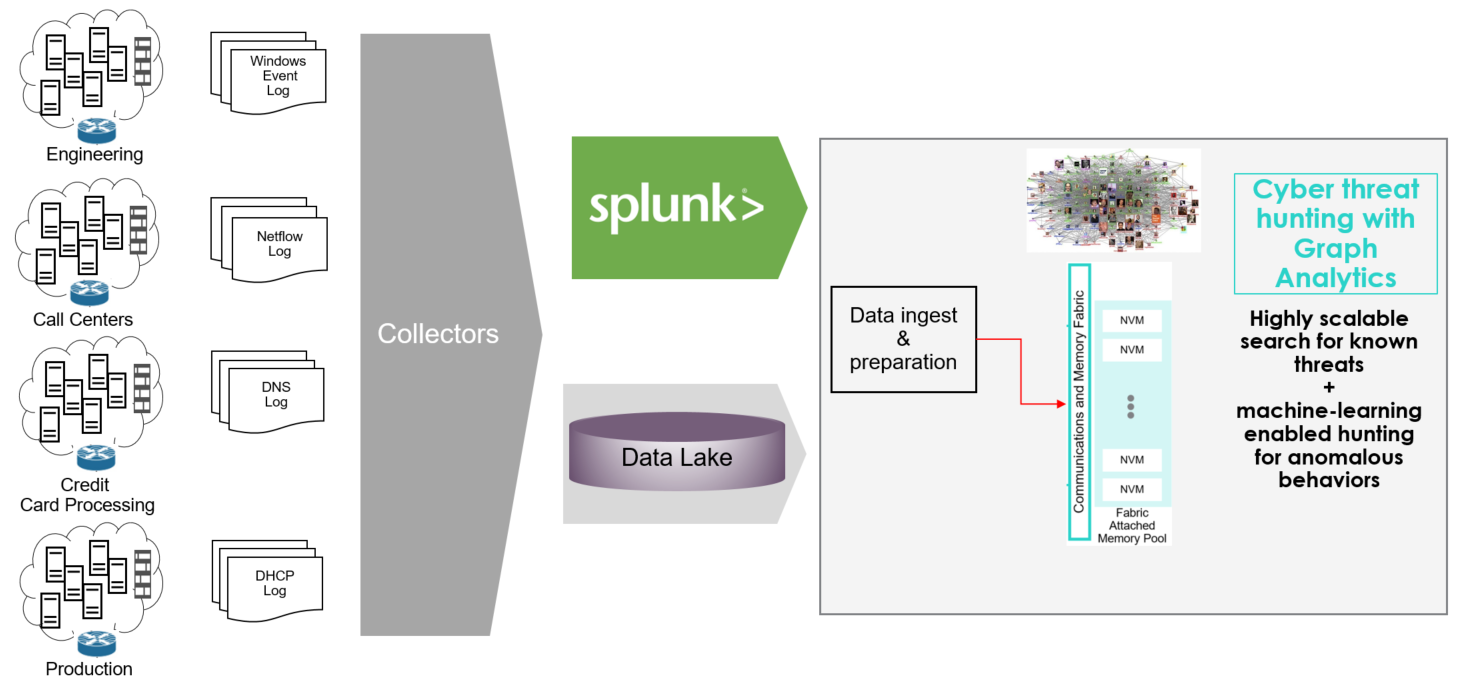 Windows
Event
Log
Engineering
Netflow
Log
Call Centers
DNS
Log
Credit
Card Processing
DHCP
Log
Production
Collectors
splunk>
Data Lake
Data ingest
&
preparation
Communications and Memory Fabric
NVM
NVM
NVM
NVM
Fabric
Attached
Memory Pool
Cyber threat
hunting with
Graph
Analytics
Highly scalable
search for known
threats
+
machine-learning
enabled hunting
for anomalous
behaviors